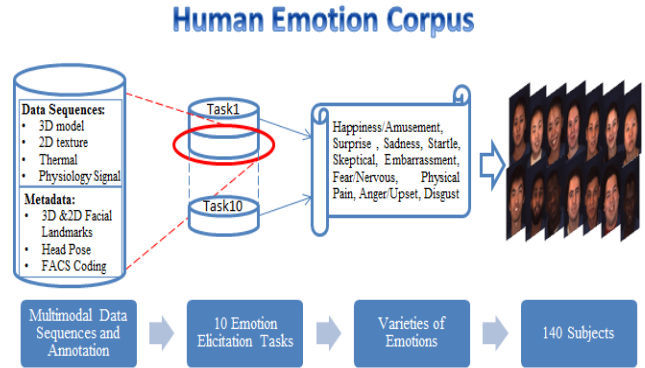 Human Emotion Corpus
Data Sequences:
• 3D model
• 2D texture
• Thermal
• Physiology Signal
Metadata:
• 3D &2D Facial
Landmarks
• Head Pose
• FACS Coding
Task1
Task10
Happiness/Amusement,
Surprise , Sadness, Startle,
Skeptical, Embarrassment,
Fear/Nervous, Physical
Pain, Anger/Upset, Disgust
Multimodal Data
Sequences and
Annotation
10 Emotion
Elicitation Tasks
Varieties of
Emotions
140 Subjects